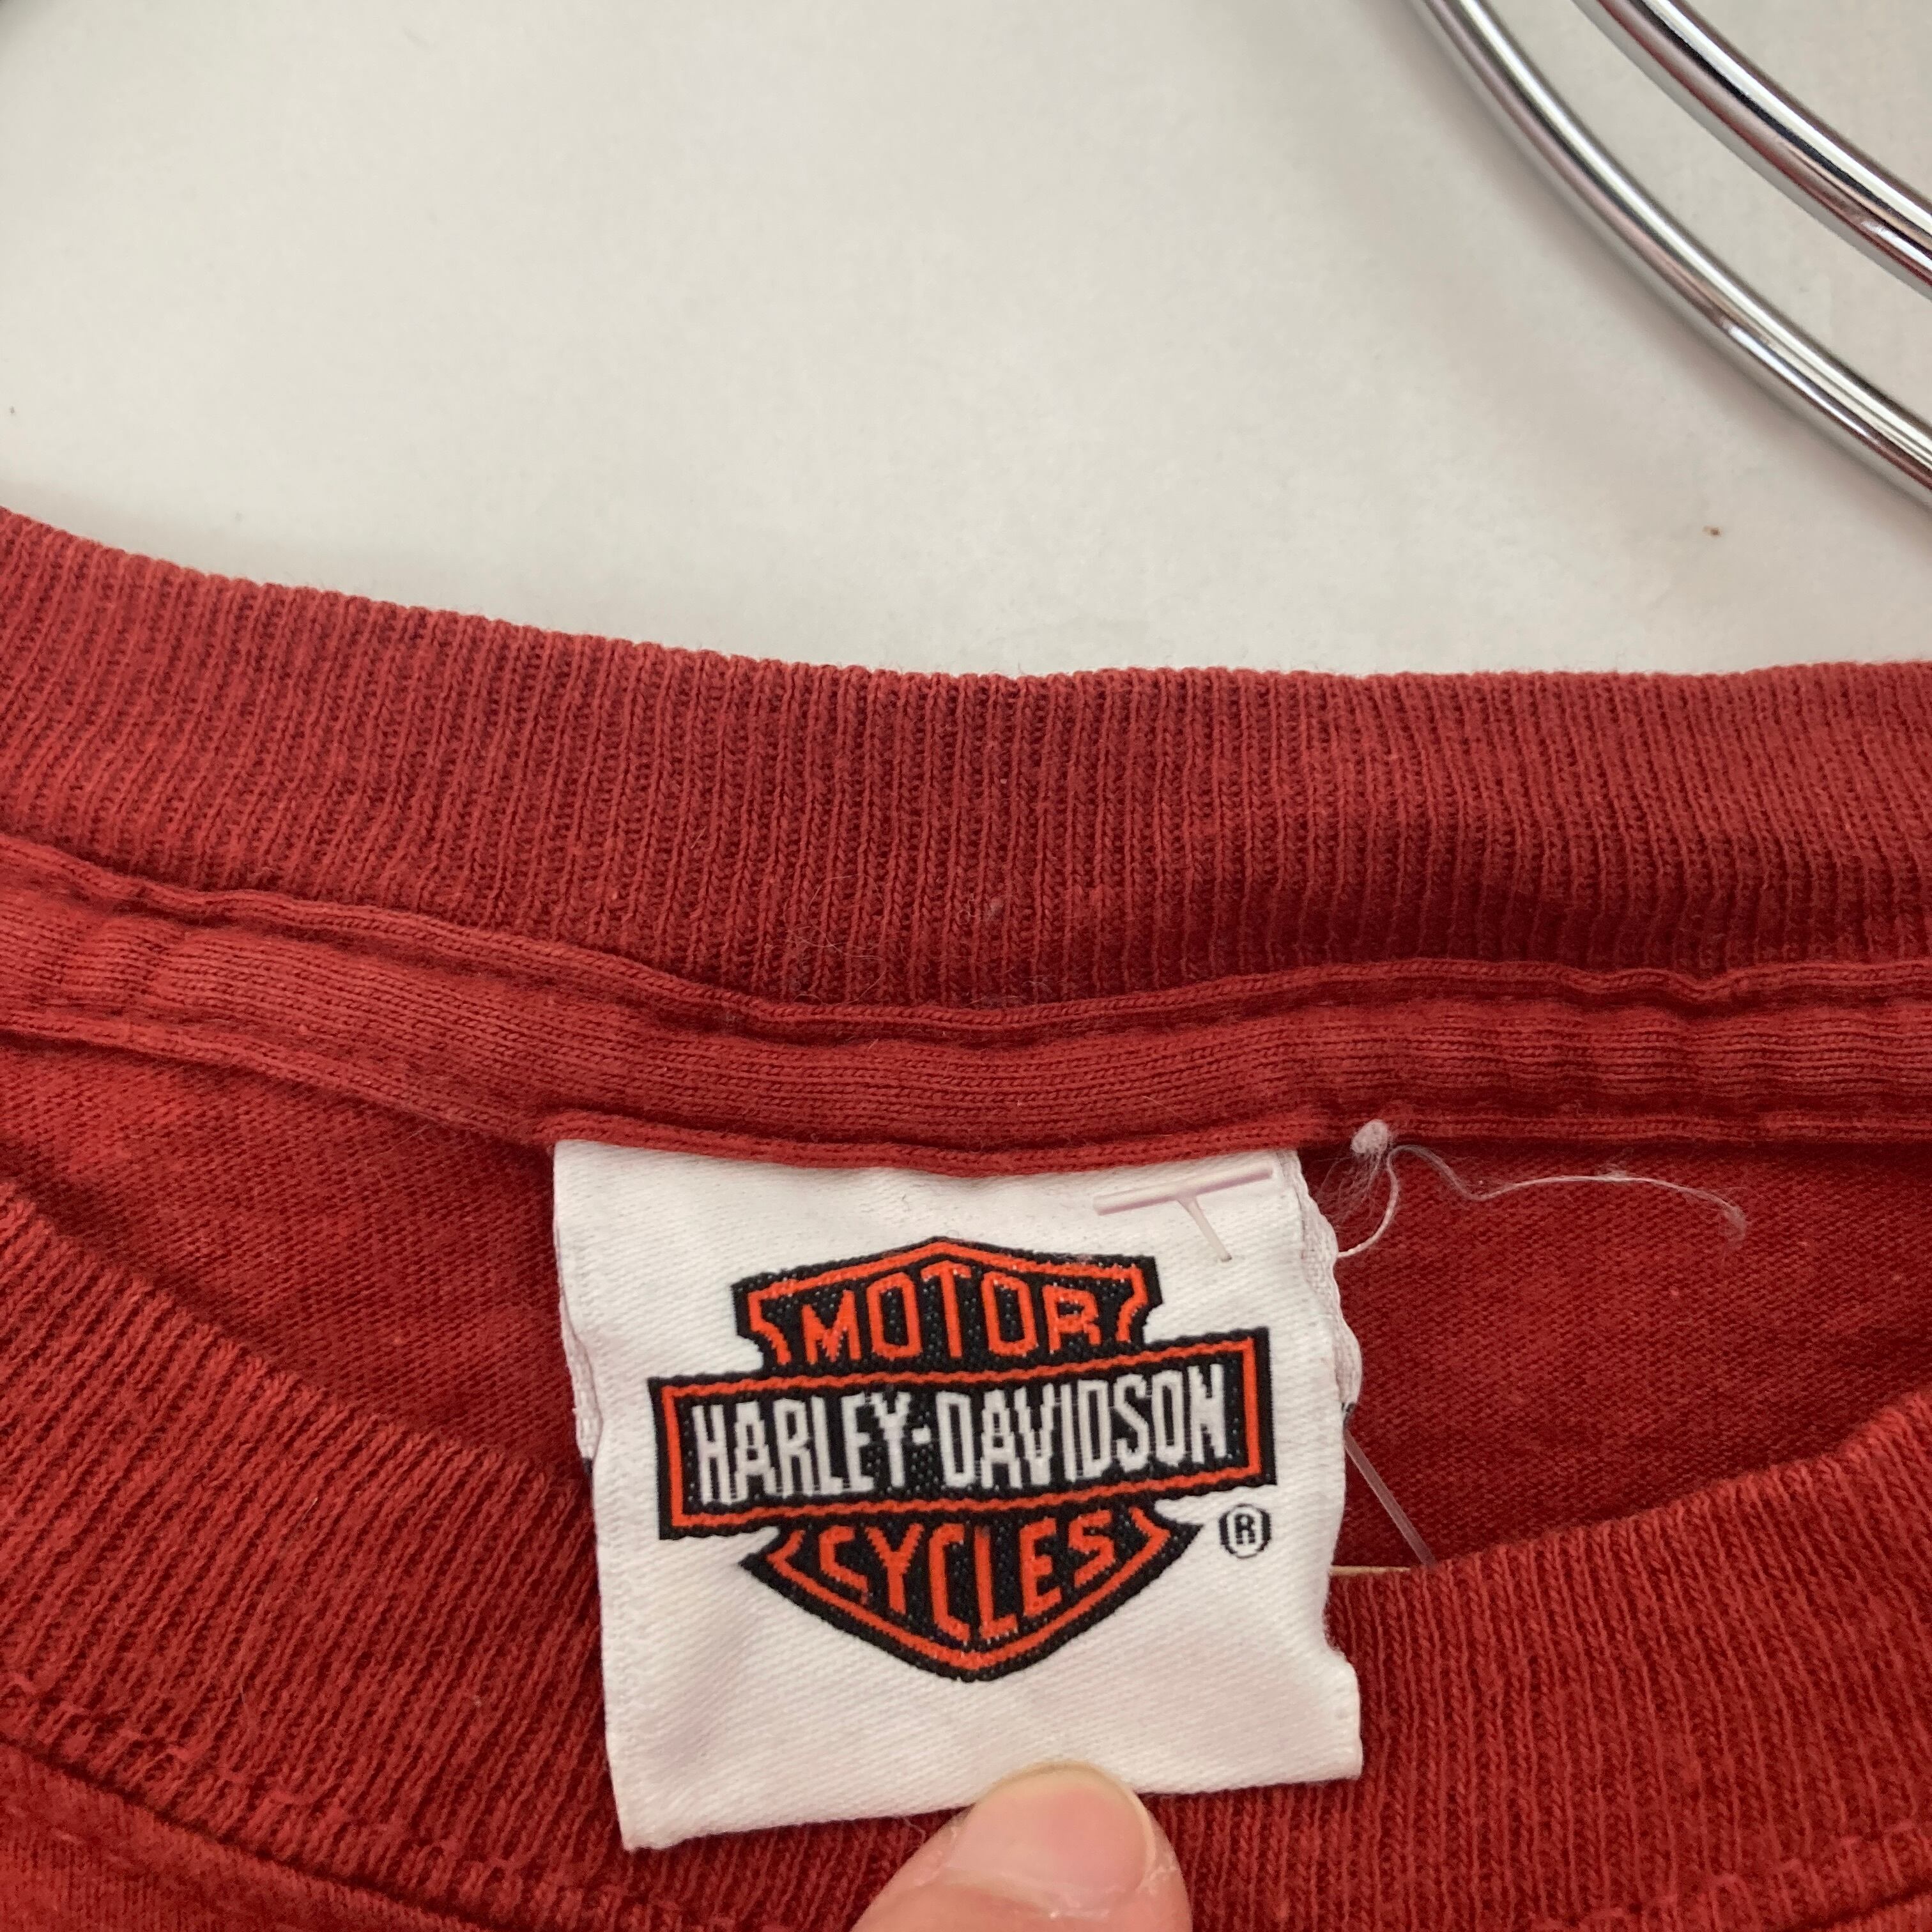 MOTOR
HARLEY-DAVIDSON
CYCLES
®